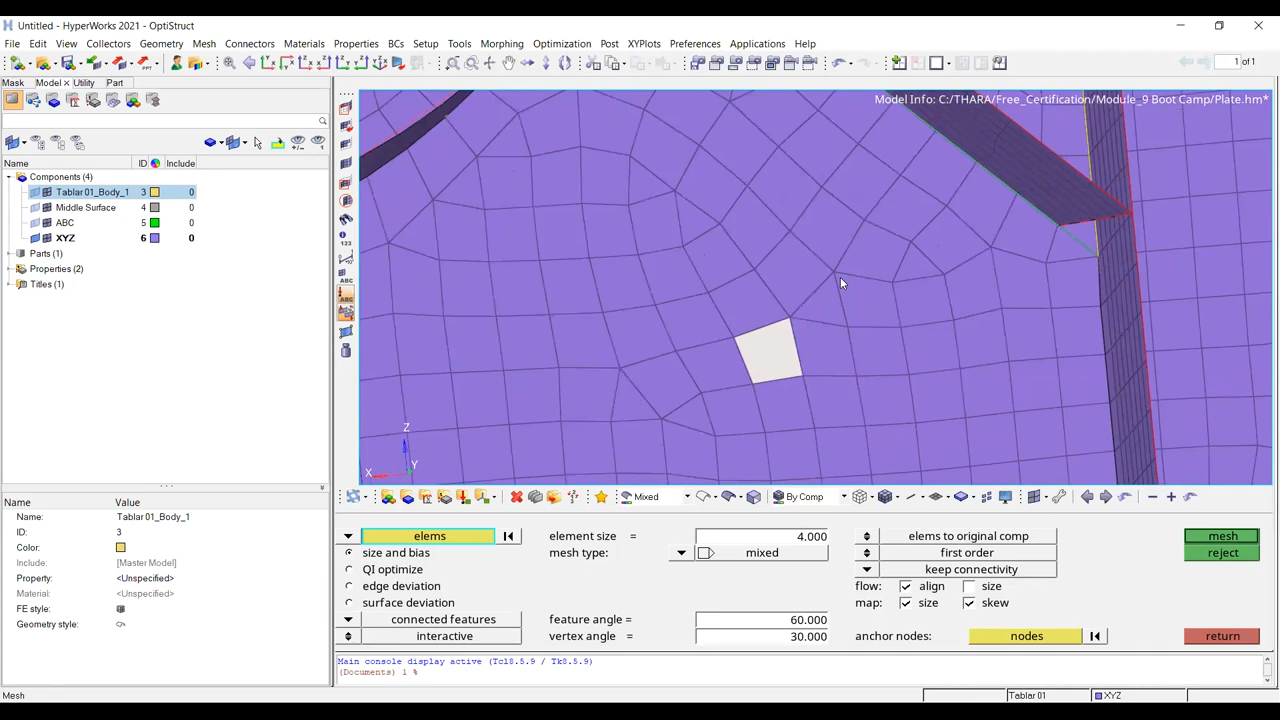 Untitled - HyperWorks 2021 - OptiStruct
File Edit View Collectors Geometry Mesh Connectors Materials Properties BCs Setup Tools Morphing Optimization Post XYPlots Preferences Applications Help
1 of 1
Mask Model Utility Part
Model Info: C:/THARA/Free_Certification/Module_9 Boot Camp/Plate.hm*
Name ID Include
Components (4)
Tablar 01_Body_1 3 0
Middle Surface 4 0
ABC 5 0
XYZ 6 0
Parts (1)
Properties (2)
Titles (1)
123
ABC
ABC
Z
X Y
Name Value
Name: Tablar 01_Body_1
ID: 3
Color:
Include: [Master Model]
Property: <Unspecified>
Material: <Unspecified>
FE style:
Geometry style:
Mixed By Comp
elems element size = 4.000 elems to original comp mesh
size and bias mesh type: mixed first order reject
QI optimize keep connectivity
edge deviation flow: align size
surface deviation map: size skew
connected features feature angle = 60.000
interactive vertex angle = 30.000 anchor nodes: nodes return
Main console display active (Tcl8.5.9 / Tk8.5.9)
(Documents) 1 %
Mesh Tablar 01 XYZ